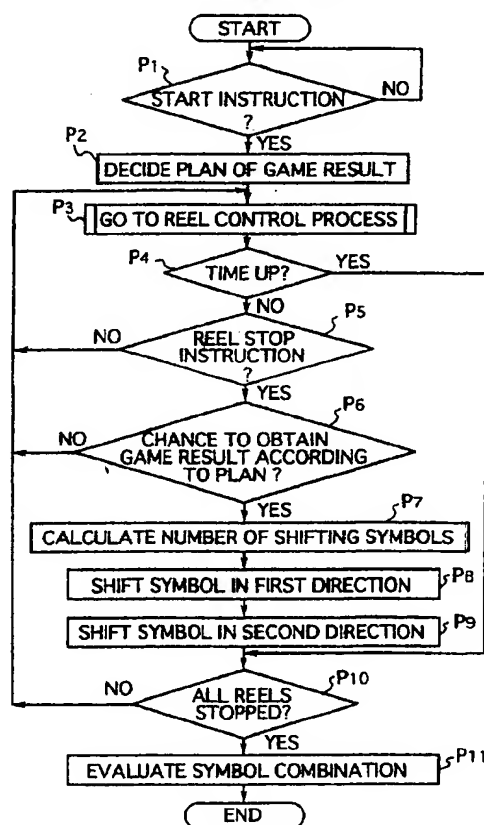 START
P1
START INSTRUCTION
?
NO
YES
P2
DECIDE PLAN OF GAME RESULT
P3
GO TO REEL CONTROL PROCESS
P4
TIME UP?
YES
NO
P5
REEL STOP
INSTRUCTION
?
NO
YES
P6
CHANCE TO OBTAIN
GAME RESULT ACCORDING
TO PLAN ?
NO
YES
P7
CALCULATE NUMBER OF SHIFTING SYMBOLS
SHIFT SYMBOL IN FIRST DIRECTION
P8
SHIFT SYMBOL IN SECOND DIRECTION
P9
P10
ALL REELS
STOPPED?
NO
YES
EVALUATE SYMBOL COMBINATION
P11
END